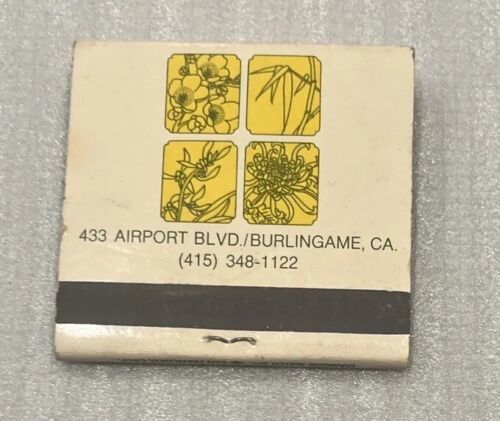 433 AIRPORT BLVD./BURLINGAME, CA.
(415) 348-1122